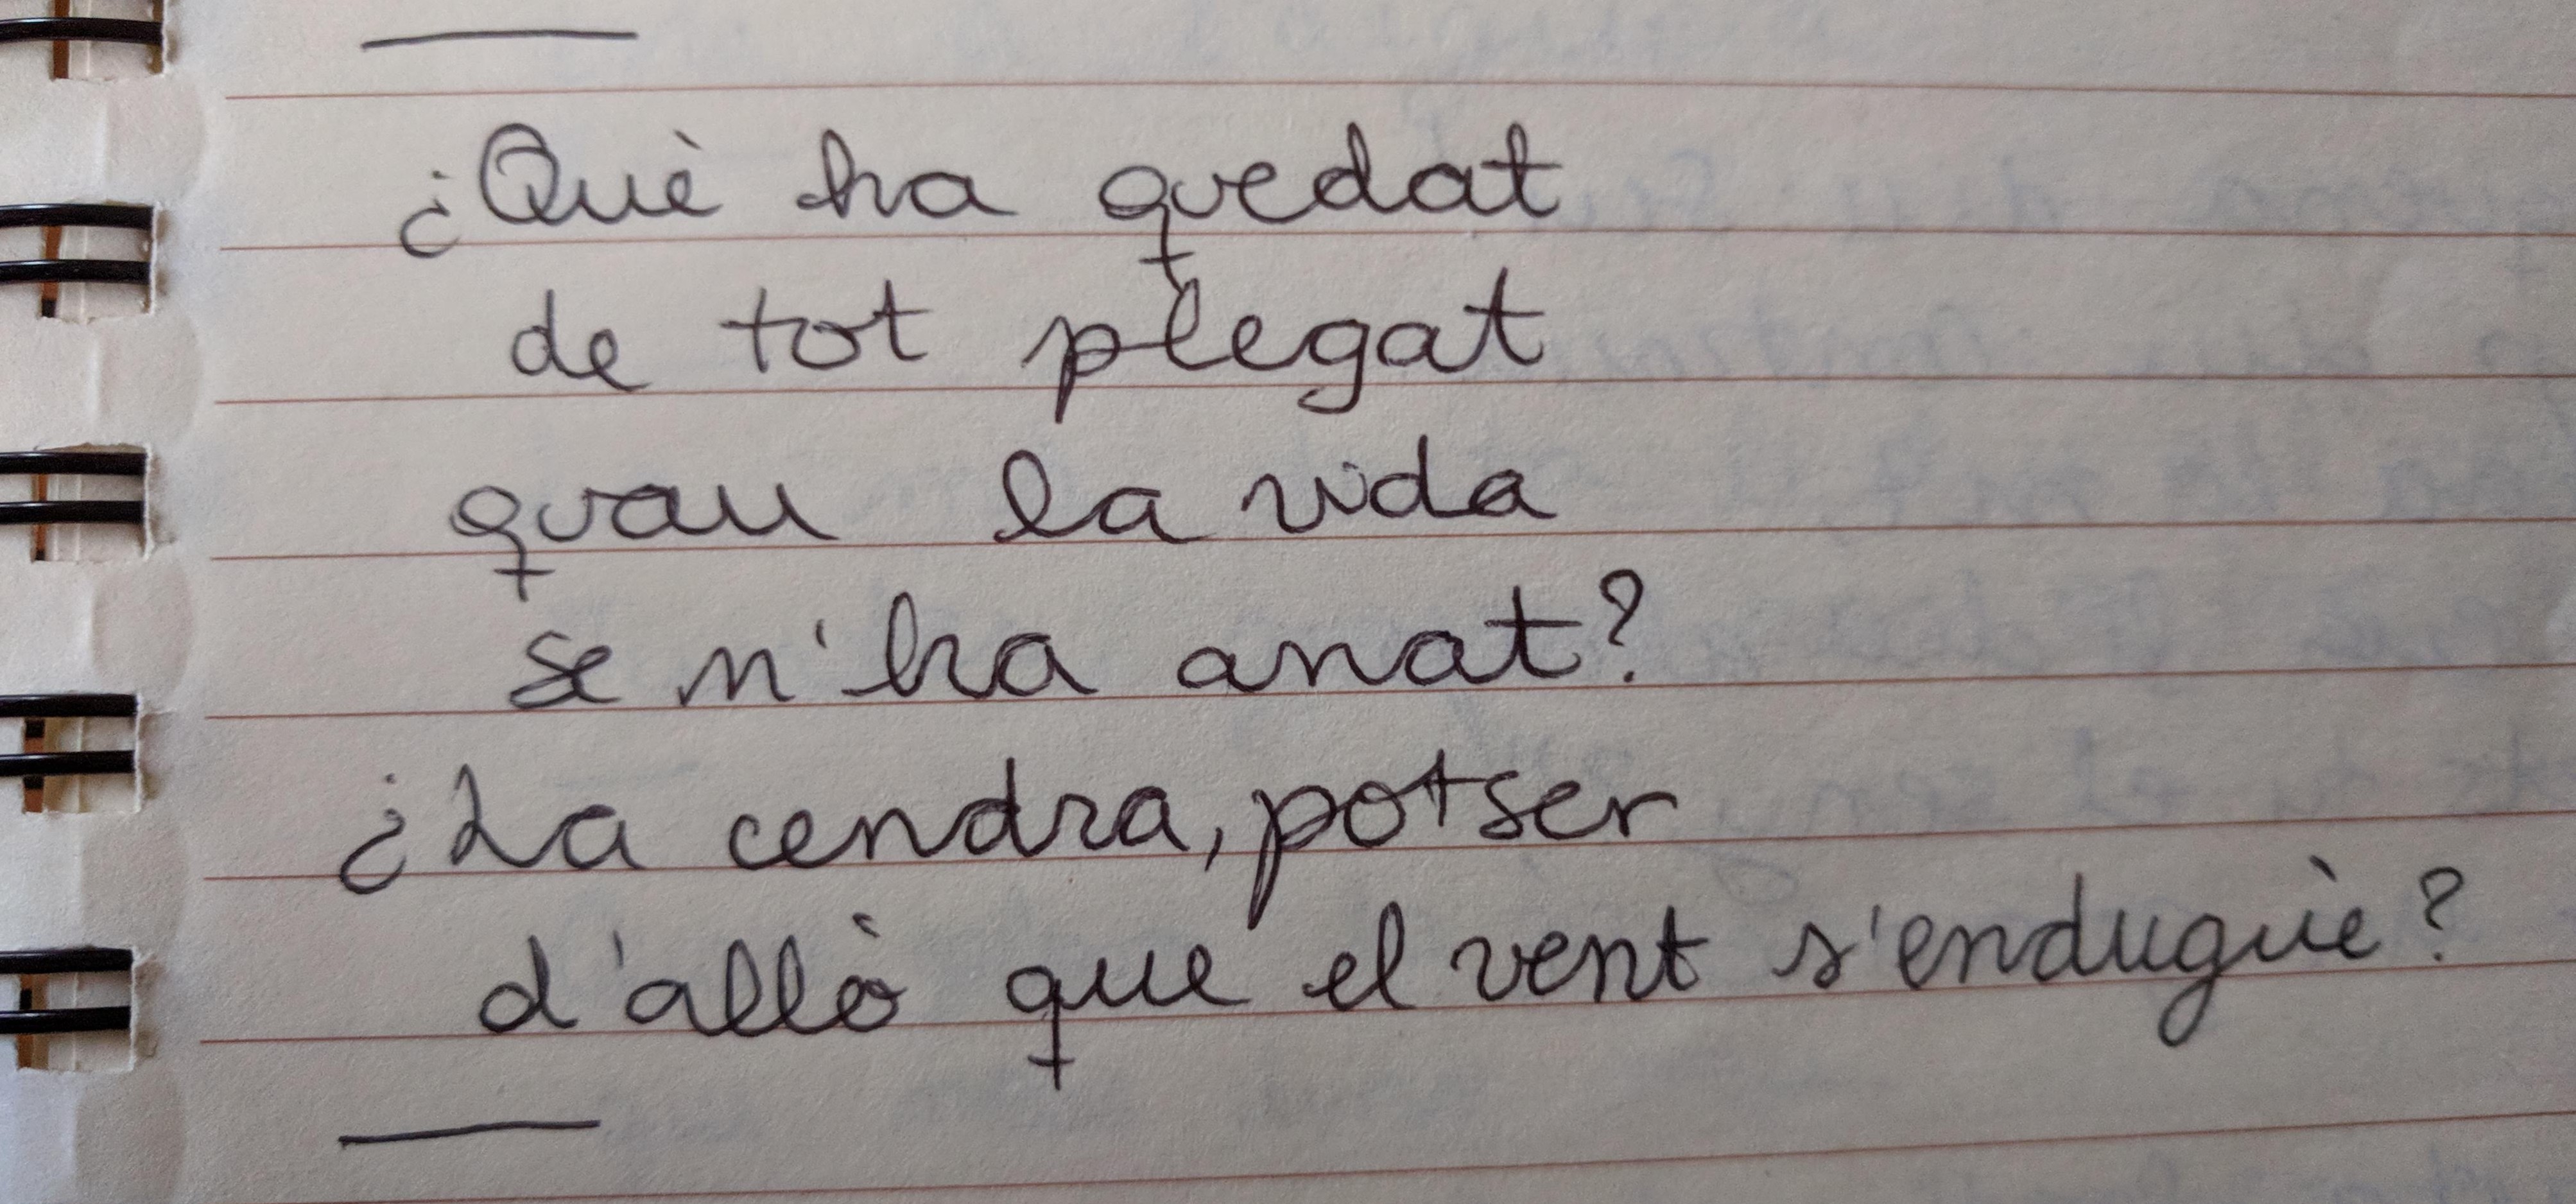 ¿Què ha quedat
de tot plegat
quan la vida
se n'ha anat?
¿La cendra, potser
d'allò que el vent s'endugué?